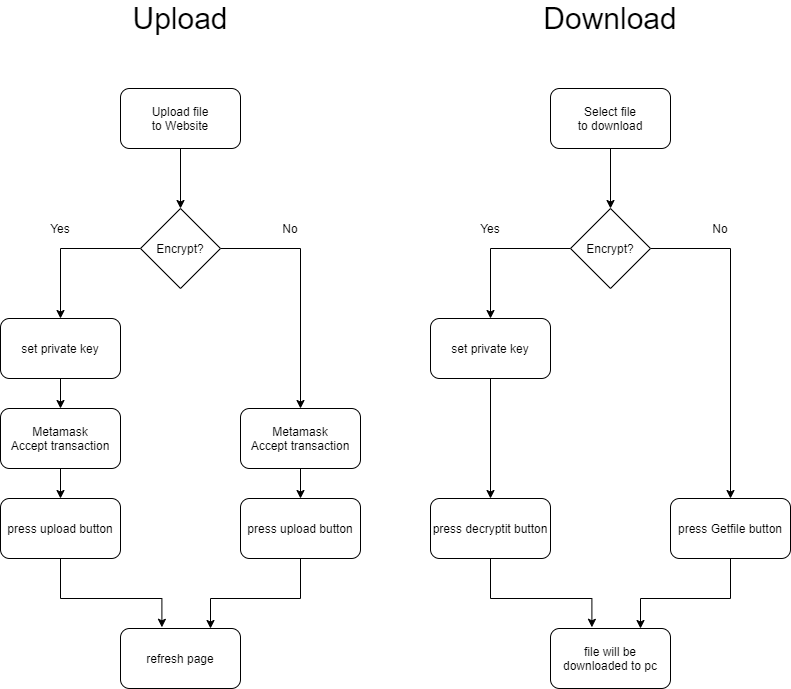 Upload
Download
Upload file
to Website
Select file
to download
Yes
Encrypt?
No
Yes
Encrypt?
No
set private key
set private key
Metamask
Accept transaction
Metamask
Accept transaction
press upload button
press upload button
press decryptit button
press Getfile button
refresh page
file will be
downloaded to pc